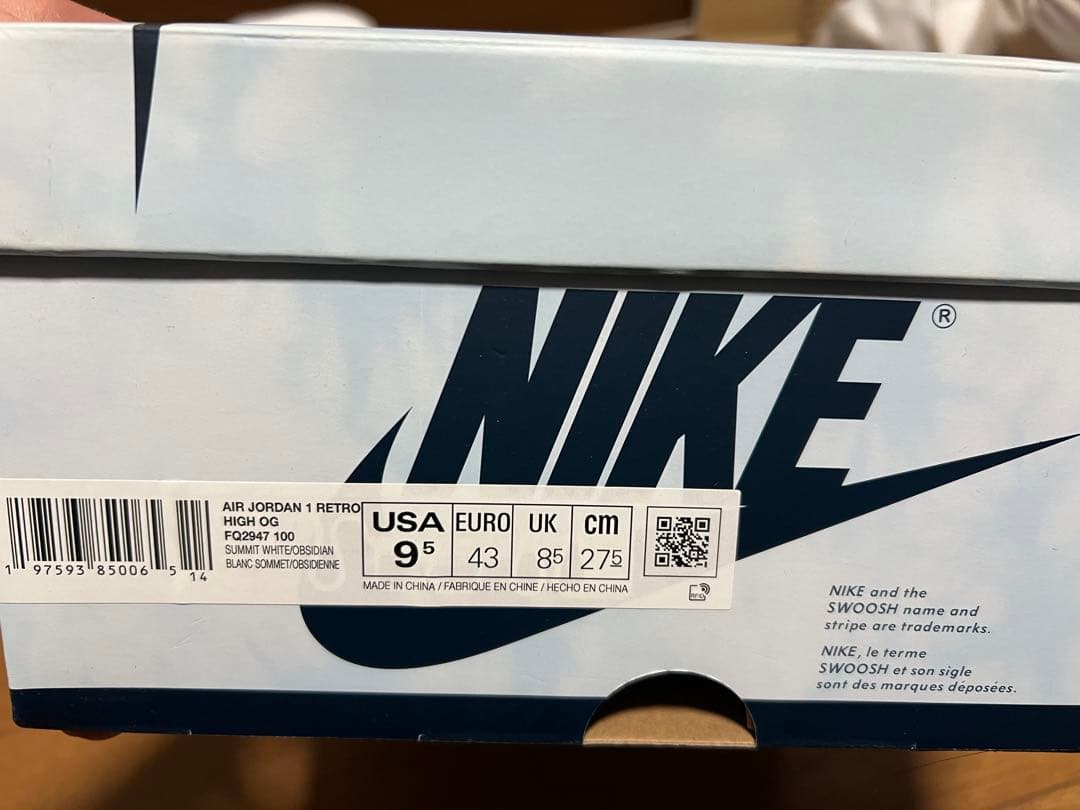 NIKE®
AIR JORDAN 1 RETRO
HIGH OG
FQ2947 100
SUMMIT WHITE/OBSIDIAN
BLANC SOMMET/OBSIDIENNE
1 97593 85006 5 14
USA EURO UK cm
9⁵ 43 8⁵ 27⁵
MADE IN CHINA / FABRIQUE EN CHINE / HECHO EN CHINA
RFID
NIKE and the
SWOOSH name and
stripe are trademarks.
NIKE, le terme
SWOOSH et son sigle
sont des marques déposées.